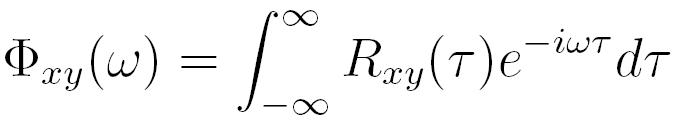 Φ_{xy}(ω) = ∫_{-∞}^{∞} R_{xy}(τ)e^{-iωτ}dτ